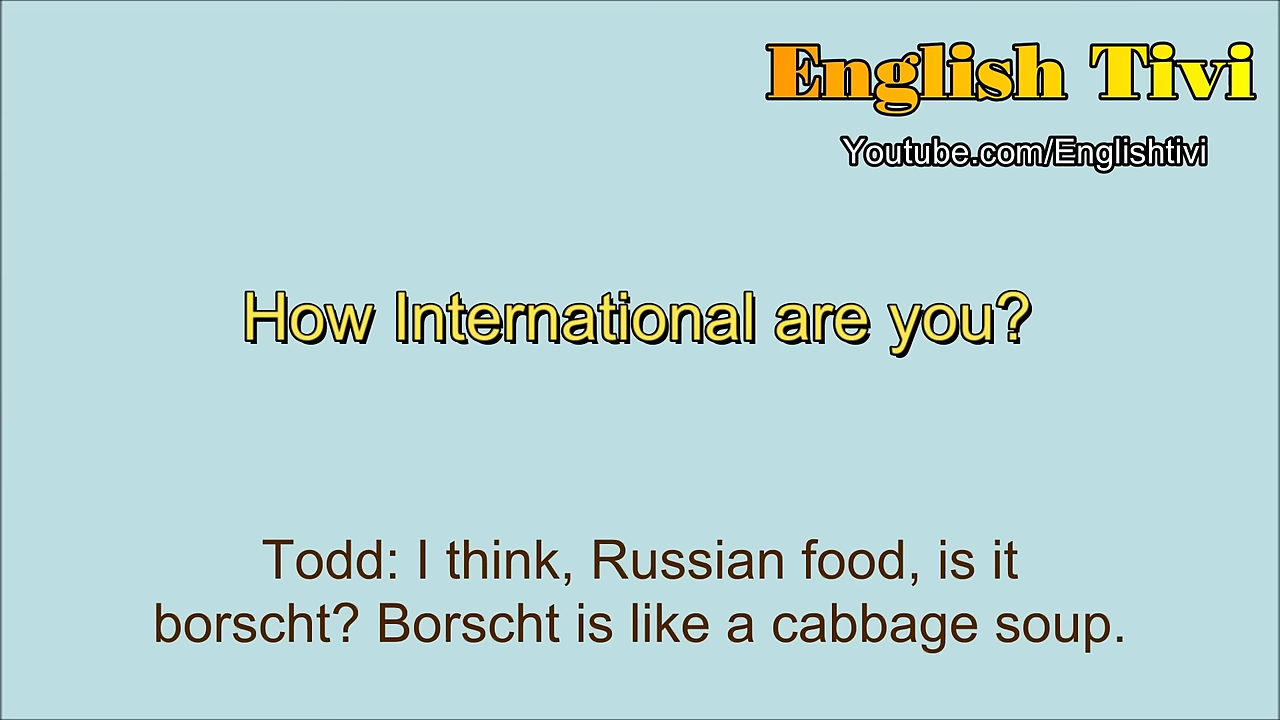 English Tivi
Youtube.com/Englishtivi
How International are you?
Todd: I think, Russian food, is it
borscht? Borscht is like a cabbage soup.